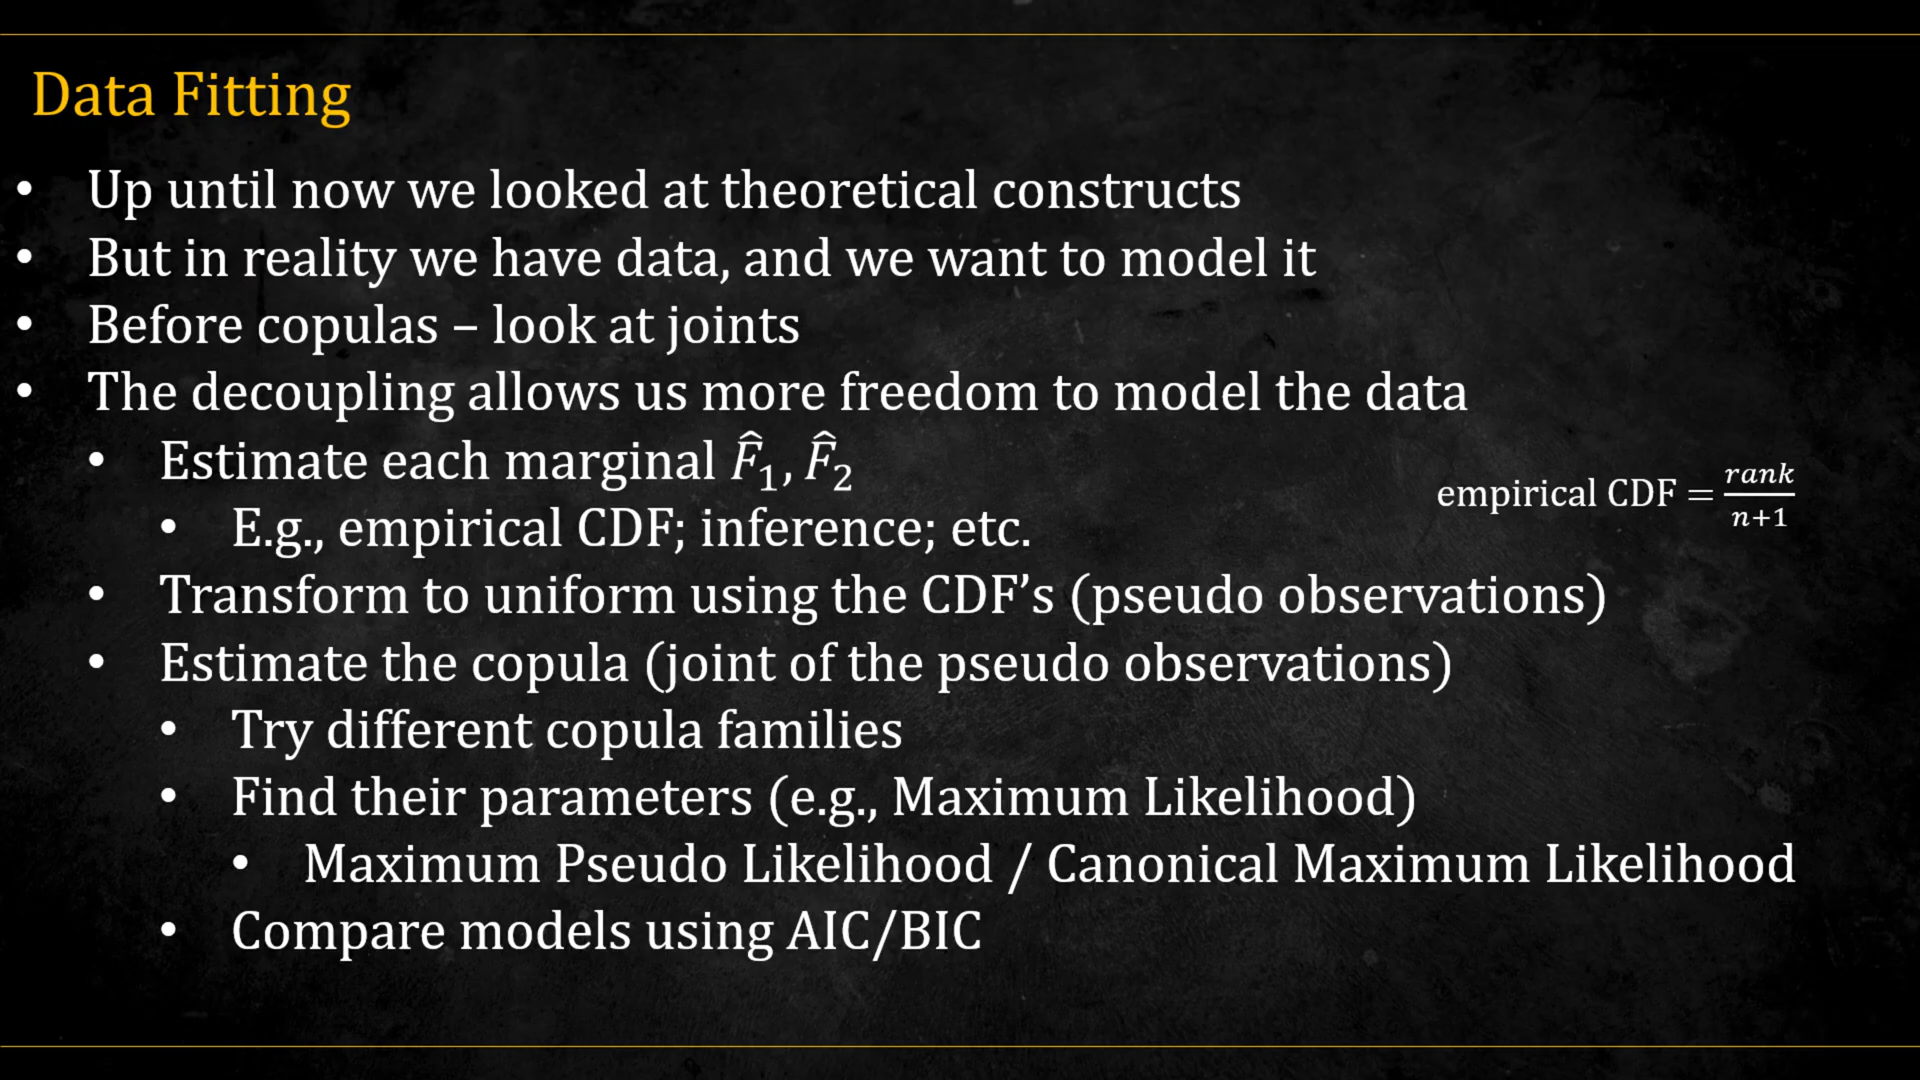 Data Fitting
• Up until now we looked at theoretical constructs
• But in reality we have data, and we want to model it
• Before copulas – look at joints
• The decoupling allows us more freedom to model the data
• Estimate each marginal F̂₁, F̂₂
• E.g., empirical CDF; inference; etc.
empirical CDF = rank/n+1
• Transform to uniform using the CDF’s (pseudo observations)
• Estimate the copula (joint of the pseudo observations)
• Try different copula families
• Find their parameters (e.g., Maximum Likelihood)
• Maximum Pseudo Likelihood / Canonical Maximum Likelihood
• Compare models using AIC/BIC